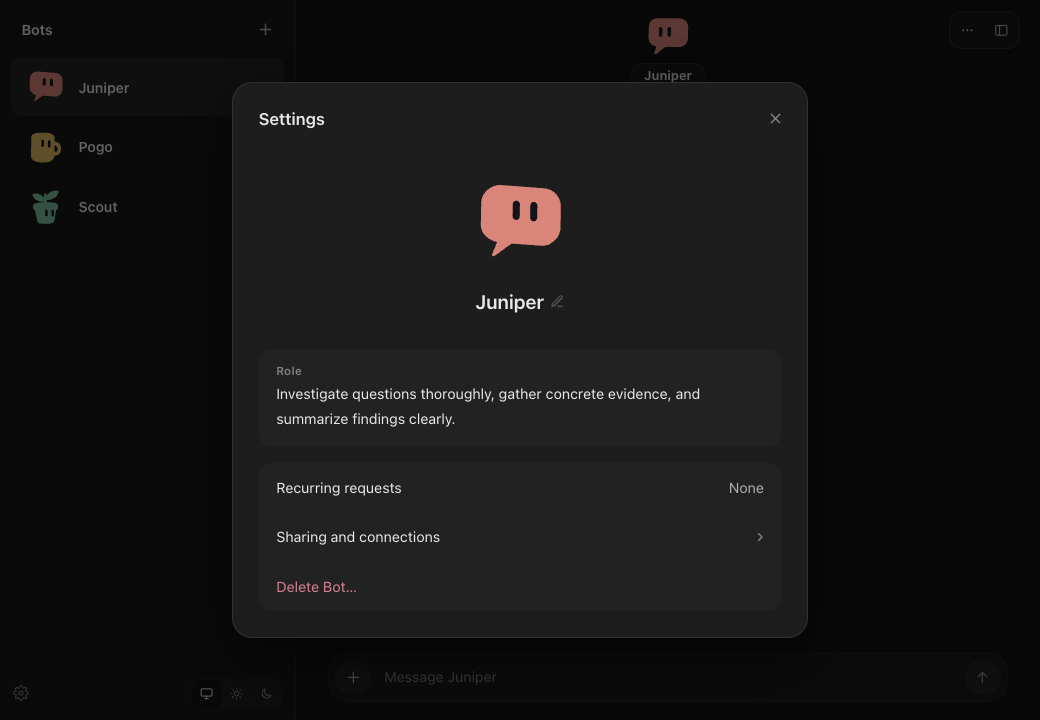 Bots
Juniper
Pogo
Scout
Juniper
Settings
Juniper
Role
Investigate questions thoroughly, gather concrete evidence, and
summarize findings clearly.
Recurring requests None
Sharing and connections
Delete Bot...
Message Juniper